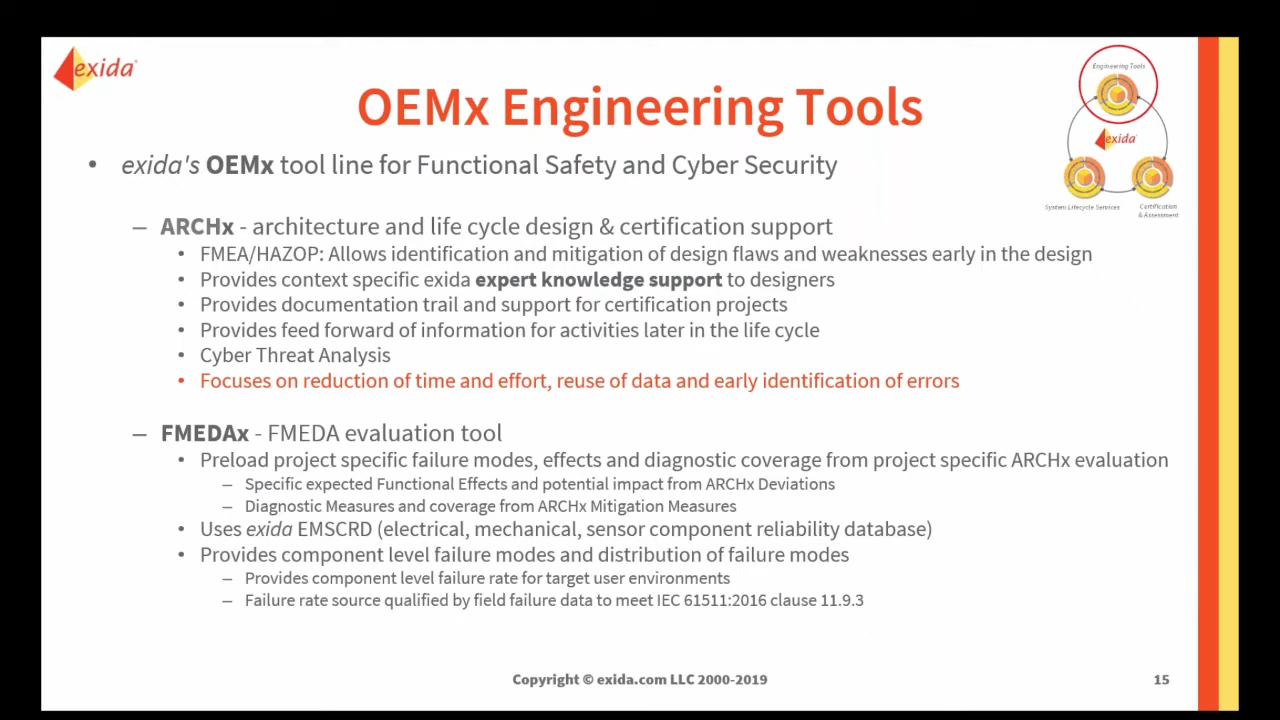 exida®
Engineering Tools
OEMx Engineering Tools
exida®
• exida's OEMx tool line for Functional Safety and Cyber Security
System Lifecycle Services
Certification
& Assessment
– ARCHx - architecture and life cycle design & certification support
• FMEA/HAZOP: Allows identification and mitigation of design flaws and weaknesses early in the design
• Provides context specific exida expert knowledge support to designers
• Provides documentation trail and support for certification projects
• Provides feed forward of information for activities later in the life cycle
• Cyber Threat Analysis
• Focuses on reduction of time and effort, reuse of data and early identification of errors
– FMEDAx - FMEDA evaluation tool
• Preload project specific failure modes, effects and diagnostic coverage from project specific ARCHx evaluation
– Specific expected Functional Effects and potential impact from ARCHx Deviations
– Diagnostic Measures and coverage from ARCHx Mitigation Measures
• Uses exida EMSCRD (electrical, mechanical, sensor component reliability database)
• Provides component level failure modes and distribution of failure modes
– Provides component level failure rate for target user environments
– Failure rate source qualified by field failure data to meet IEC 61511:2016 clause 11.9.3
Copyright © exida.com LLC 2000-2019
15